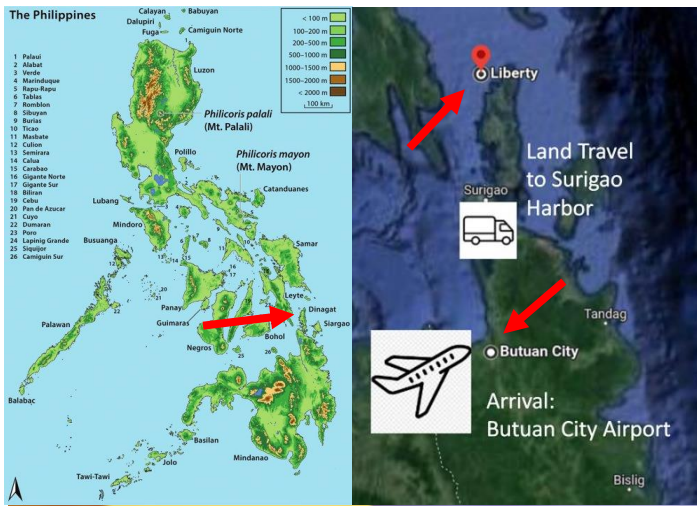 The Philippines
1 Palaui
2 Alabat
3 Verde
4 Marinduque
5 Rapu-Rapu
6 Tablas
7 Romblon
8 Sibuyan
9 Burias
10 Ticao
11 Masbate
12 Culion
13 Semirara
14 Calua
15 Carabao
16 Gigante Norte
17 Gigante Sur
18 Biliran
19 Cebu
20 Pan de Azucar
21 Cuyo
22 Dumaran
23 Poro
24 Lapinig Grande
25 Siquijor
26 Camiguin Sur
Calayan
Babuyan
Dalupiri
Camiguin Norte
Fuga
1
Luzon
< 100 m
100–200 m
200–500 m
500–1000 m
1000–1500 m
1500–2000 m
< 2000 m
100 km
Philicoris palali
(Mt. Palali)
Polillo
Philicoris mayon
(Mt. Mayon)
Catanduanes
Lubang
Mindoro
Busuanga
Samar
Panay
Leyte
Dinagat
Guimaras
Siargao
Palawan
Negros
Bohol
Balabac
Basilan
Mindanao
Jolo
Tawi-Tawi
Liberty
Land Travel
to Surigao
Harbor
Surigao
Tandag
Butuan City
Arrival:
Butuan City Airport
Bislig